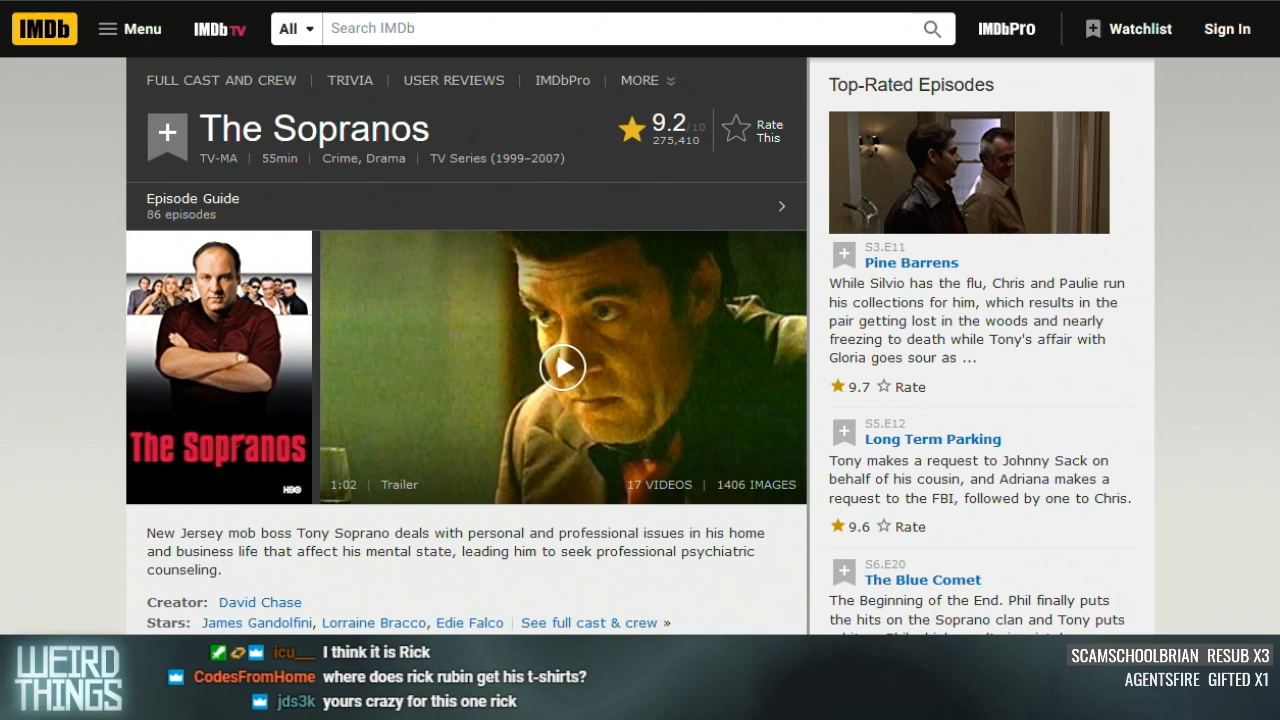 IMDb
Menu
IMDbTV
All
Search IMDb
IMDbPro
Watchlist
Sign In
FULL CAST AND CREW | TRIVIA | USER REVIEWS | IMDbPro | MORE
The Sopranos
TV-MA | 55min | Crime, Drama | TV Series (1999–2007)
9.2/10
275,410
Rate
This
Episode Guide
86 episodes
The Sopranos
HBO
1:02 | Trailer
17 VIDEOS | 1406 IMAGES
New Jersey mob boss Tony Soprano deals with personal and professional issues in his home
and business life that affect his mental state, leading him to seek professional psychiatric
counseling.
Creator: David Chase
Stars: James Gandolfini, Lorraine Bracco, Edie Falco | See full cast & crew »
Top-Rated Episodes
S3.E11
Pine Barrens
While Silvio has the flu, Chris and Paulie run
his collections for him, which results in the
pair getting lost in the woods and nearly
freezing to death while Tony's affair with
Gloria goes sour as ...
9.7 Rate
S5.E12
Long Term Parking
Tony makes a request to Johnny Sack on
behalf of his cousin, and Adriana makes a
request to the FBI, followed by one to Chris.
9.6 Rate
S6.E20
The Blue Comet
The Beginning of the End. Phil finally puts
the hits on the Soprano clan and Tony puts
WEIRD
THINGS
icu__ I think it is Rick
CodesFromHome where does rick rubin get his t-shirts?
jds3k yours crazy for this one rick
SCAMSCHOOLBRIAN RESUB X3
AGENTSFIRE GIFTED X1